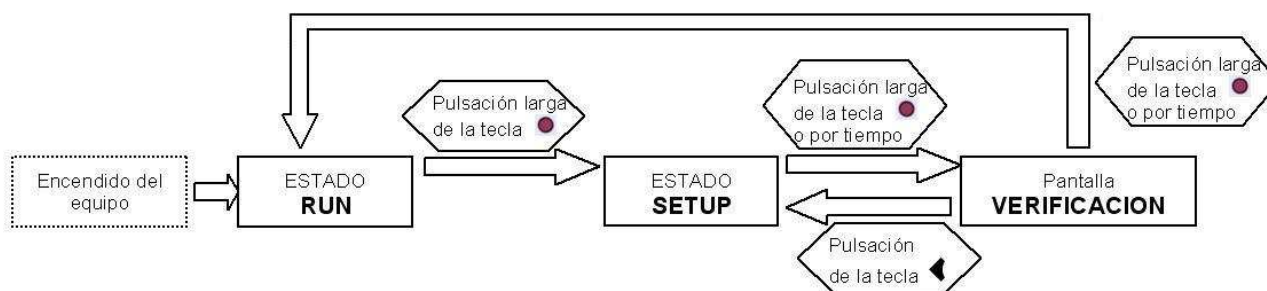 Pulsación larga
de la tecla
o por tiempo
Pulsación larga
de la tecla
Pulsación larga
de la tecla
o por tiempo
Encendido del
equipo
ESTADO
RUN
ESTADO
SETUP
Pantalla
VERIFICACION
Pulsación
de la tecla